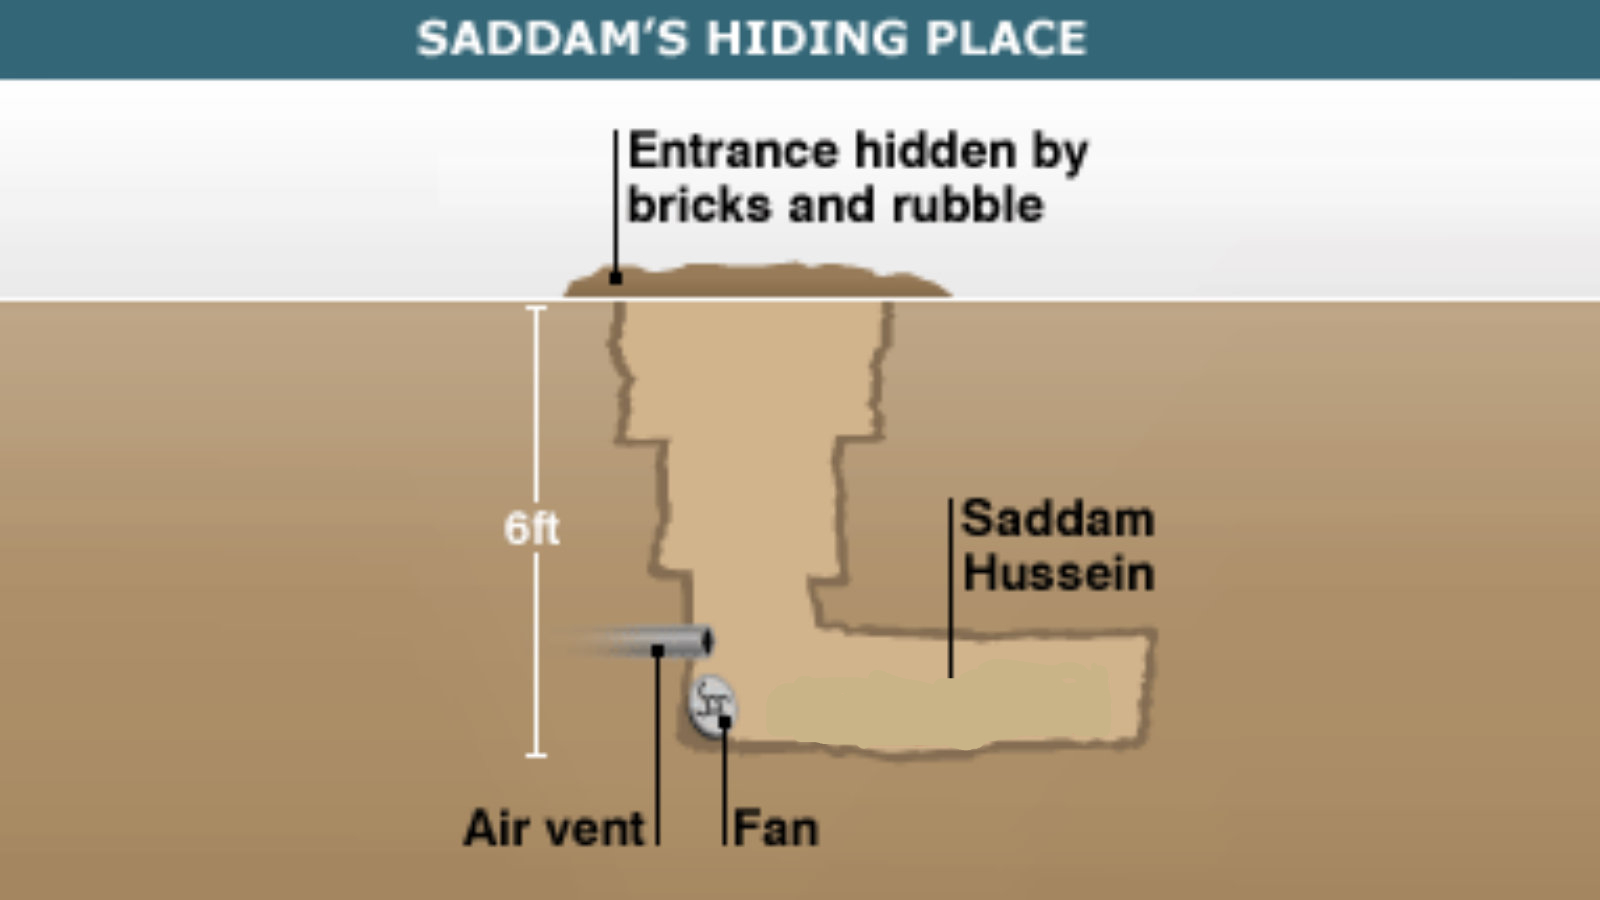 SADDAM'S HIDING PLACE
Entrance hidden by
bricks and rubble
6ft
Saddam
Hussein
Air vent
Fan